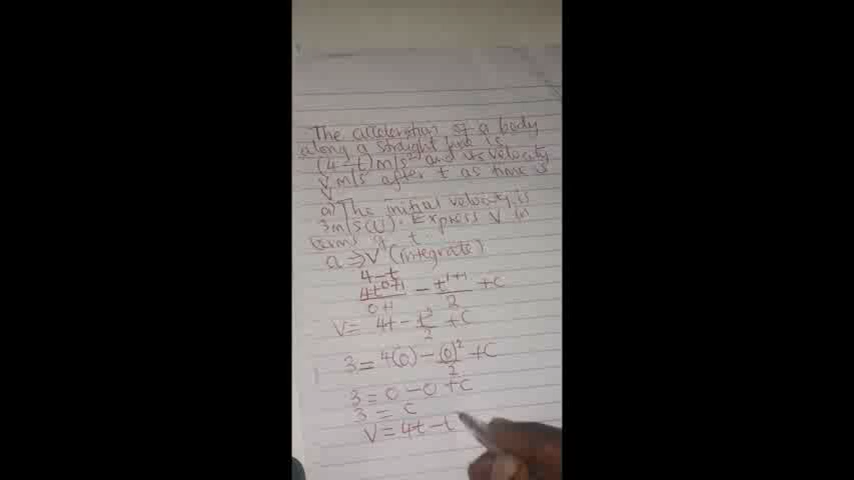 The acceleration of a body
along a straight line is
(4-t)m/s² and its velocity
V m/s after t as time is
V
a) The initial velocity is
3m/s(U). Express V in
terms of t.
a ⇒ V (integrate)
4-t
4t⁰⁺¹/0+1 - t¹⁺¹/2 + C
V = 4t - t²/2 + C
3 = 4(0) - (0)²/2 + C
3 = 0 - 0 + C
3 = C
V = 4t - t